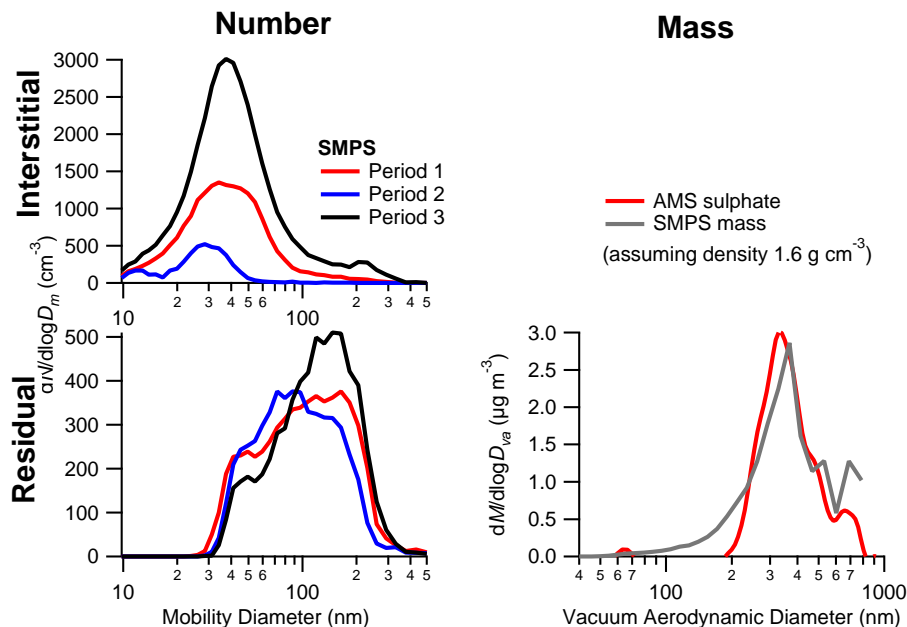 Number
Mass
Interstitial
3000
2500
2000
1500
1000
500
0
SMPS
Period 1
Period 2
Period 3
AMS sulphate
SMPS mass
(assuming density 1.6 g cm-3)
10 2 3 4 5 6 100 2 3 4 5
dN/dlogDm (cm-3)
Residual
500
400
300
200
100
0
10 2 3 4 5 6 100 2 3 4 5
Mobility Diameter (nm)
dM/dlogDva (µg m-3)
3.0
2.5
2.0
1.5
1.0
0.5
0.0
4 5 6 7 100 2 3 4 5 6 7 1000
Vacuum Aerodynamic Diameter (nm)